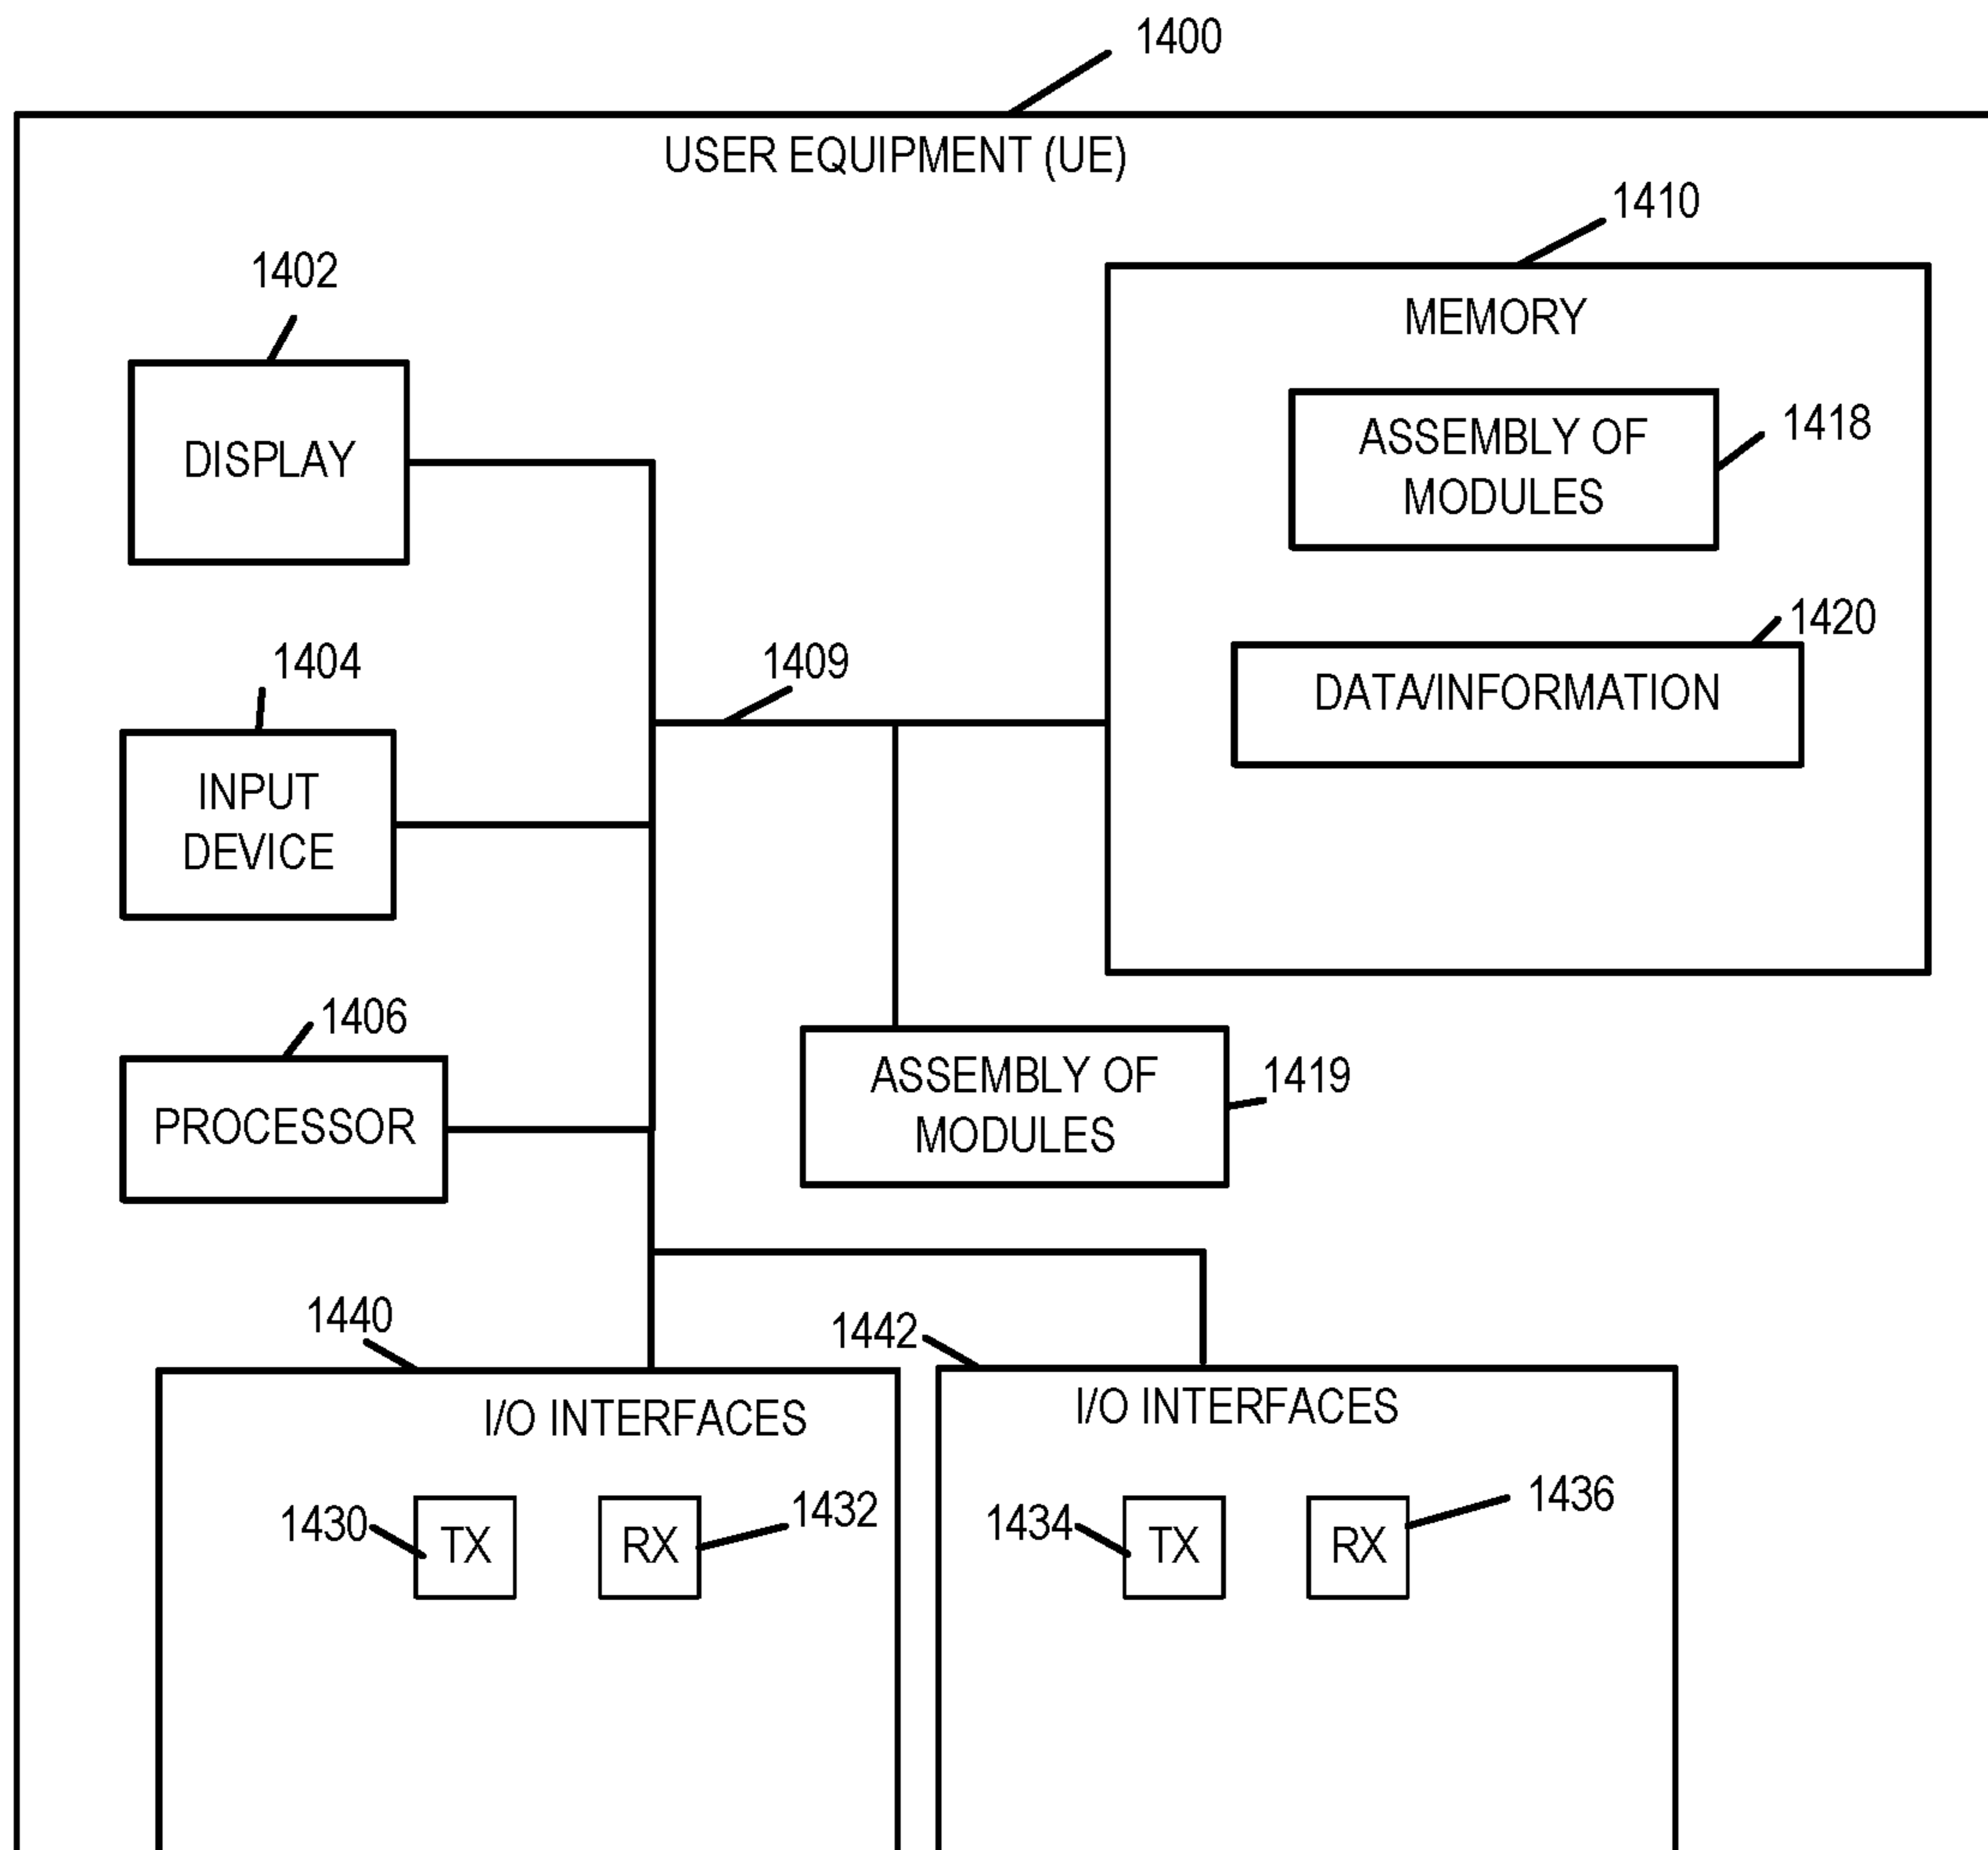 1400
USER EQUIPMENT (UE)
1410
1402
MEMORY
DISPLAY
ASSEMBLY OF
MODULES
1418
1420
DATA/INFORMATION
1404
1409
INPUT
DEVICE
1406
PROCESSOR
ASSEMBLY OF
MODULES
1419
1440
1442
I/O INTERFACES
I/O INTERFACES
1430
TX
RX
1432
1434
TX
RX
1436